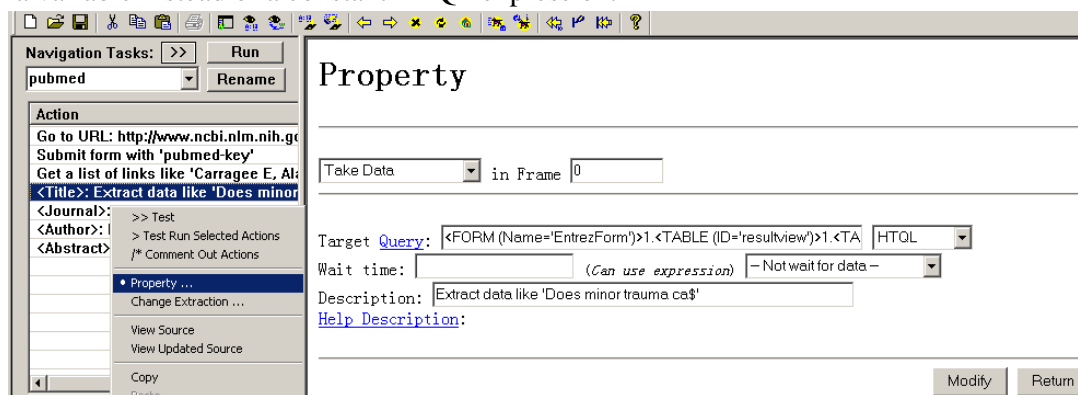 Navigation Tasks: >> Run
pubmed Rename
Action
Go to URL: http://www.ncbi.nlm.nih.go
Submit form with 'pubmed-key'
Get a list of links like 'Carragee E, Ala
<Title>: Extract data like 'Does minor
<Journal>:
<Author>:
<Abstract>
>> Test
> Test Run Selected Actions
/* Comment Out Actions
• Property ...
Change Extraction ...
View Source
View Updated Source
Copy
Property
Take Data in Frame 0
Target Query: <FORM (Name='EntrezForm')>1.<TABLE (ID='resultview')>1.<TA HTQL
Wait time: (Can use expression) -- Not wait for data --
Description: Extract data like 'Does minor trauma ca$'
Help Description:
Modify Return